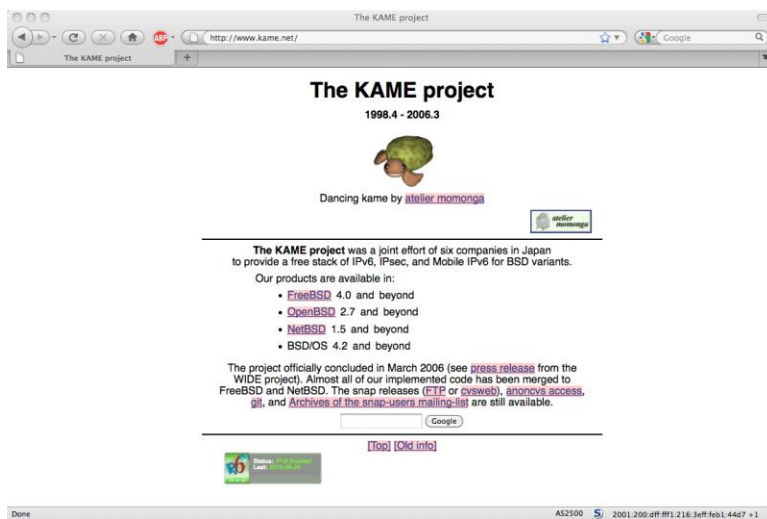 The KAME project
http://www.kame.net/
Google
The KAME project
The KAME project
1998.4 - 2006.3
Dancing kame by atelier momonga
atelier
momonga
The KAME project was a joint effort of six companies in Japan
to provide a free stack of IPv6, IPsec, and Mobile IPv6 for BSD variants.
Our products are available in:
• FreeBSD 4.0 and beyond
• OpenBSD 2.7 and beyond
• NetBSD 1.5 and beyond
• BSD/OS 4.2 and beyond
The project officially concluded in March 2006 (see press release from the
WIDE project). Almost all of our implemented code has been merged to
FreeBSD and NetBSD. The snap releases (FTP or cvsweb), anoncvs access,
git, and Archives of the snap-users mailing-list are still available.
Google
[Top] [Old info]
Status: IPv6 Enabled
Last:
Done
AS2500 S 2001:200:dff:fff1:216:3eff:feb1:44d7 +1